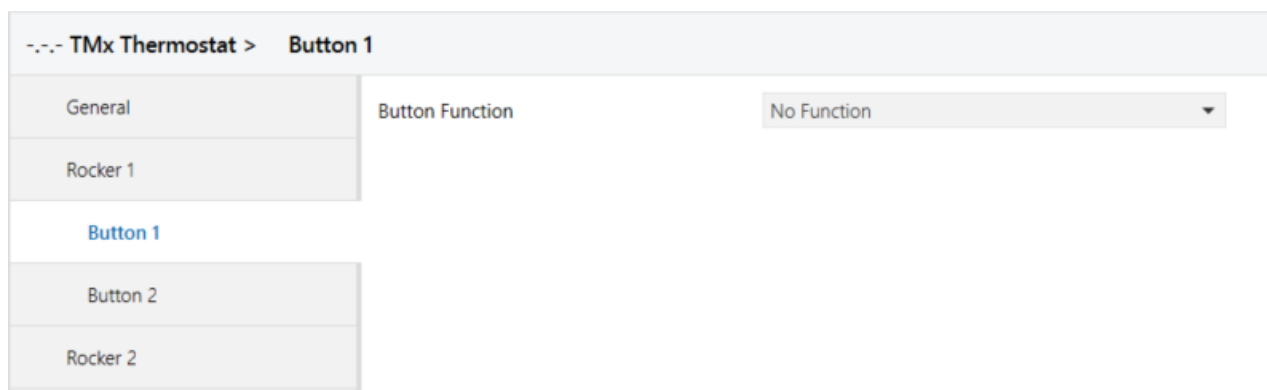 -.-.- TMx Thermostat > Button 1
General
Button Function No Function
Rocker 1
Button 1
Button 2
Rocker 2